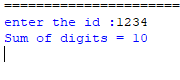 ======================
enter the id :1234
Sum of digits = 10